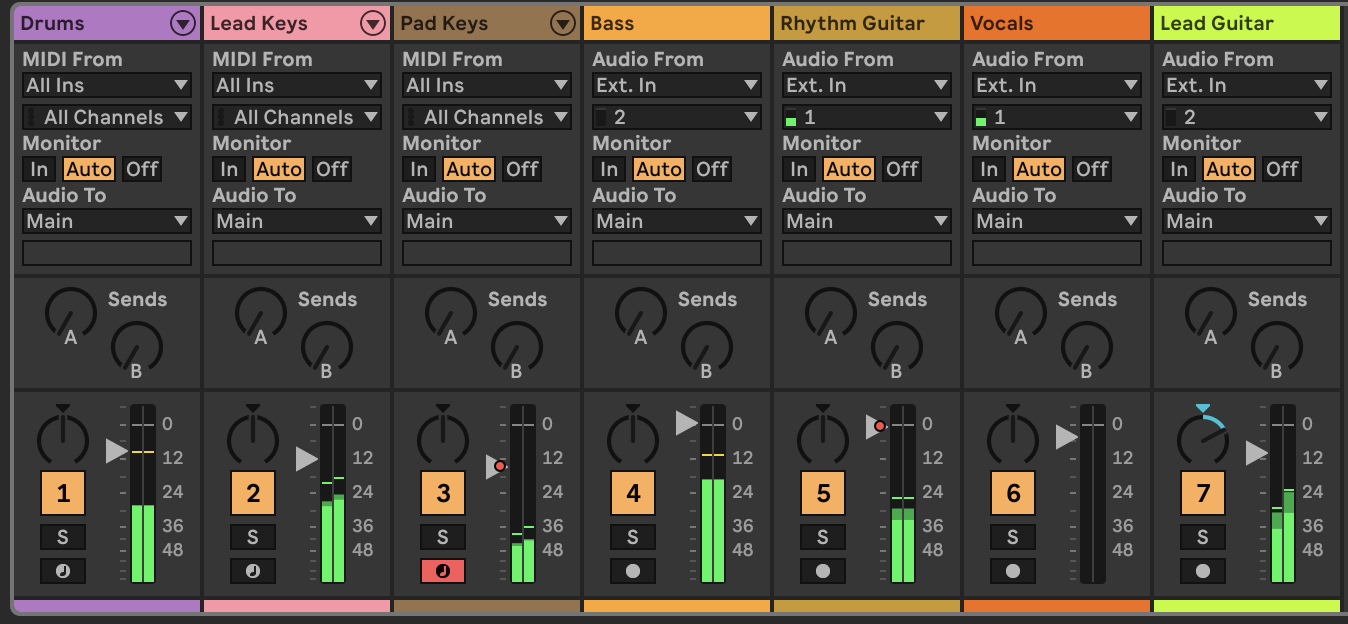 Drums Lead Keys Pad Keys Bass Rhythm Guitar Vocals Lead Guitar
MIDI From MIDI From MIDI From Audio From Audio From Audio From Audio From
All Ins All Ins All Ins Ext. In Ext. In Ext. In Ext. In
All Channels All Channels All Channels 2 1 1 2
Monitor Monitor Monitor Monitor Monitor Monitor Monitor
In Auto Off In Auto Off In Auto Off In Auto Off In Auto Off In Auto Off In Auto Off
Audio To Audio To Audio To Audio To Audio To Audio To Audio To
Main Main Main Main Main Main Main
Sends Sends Sends Sends Sends Sends Sends
A A A A A A A
B B B B B B B
0 0 0 0 0 0 0
12 12 12 12 12 12 12
1 24 2 24 3 24 4 24 5 24 6 24 7 24
S 36 S 36 S 36 S 36 S 36 S 36 S 36
48 48 48 48 48 48 48